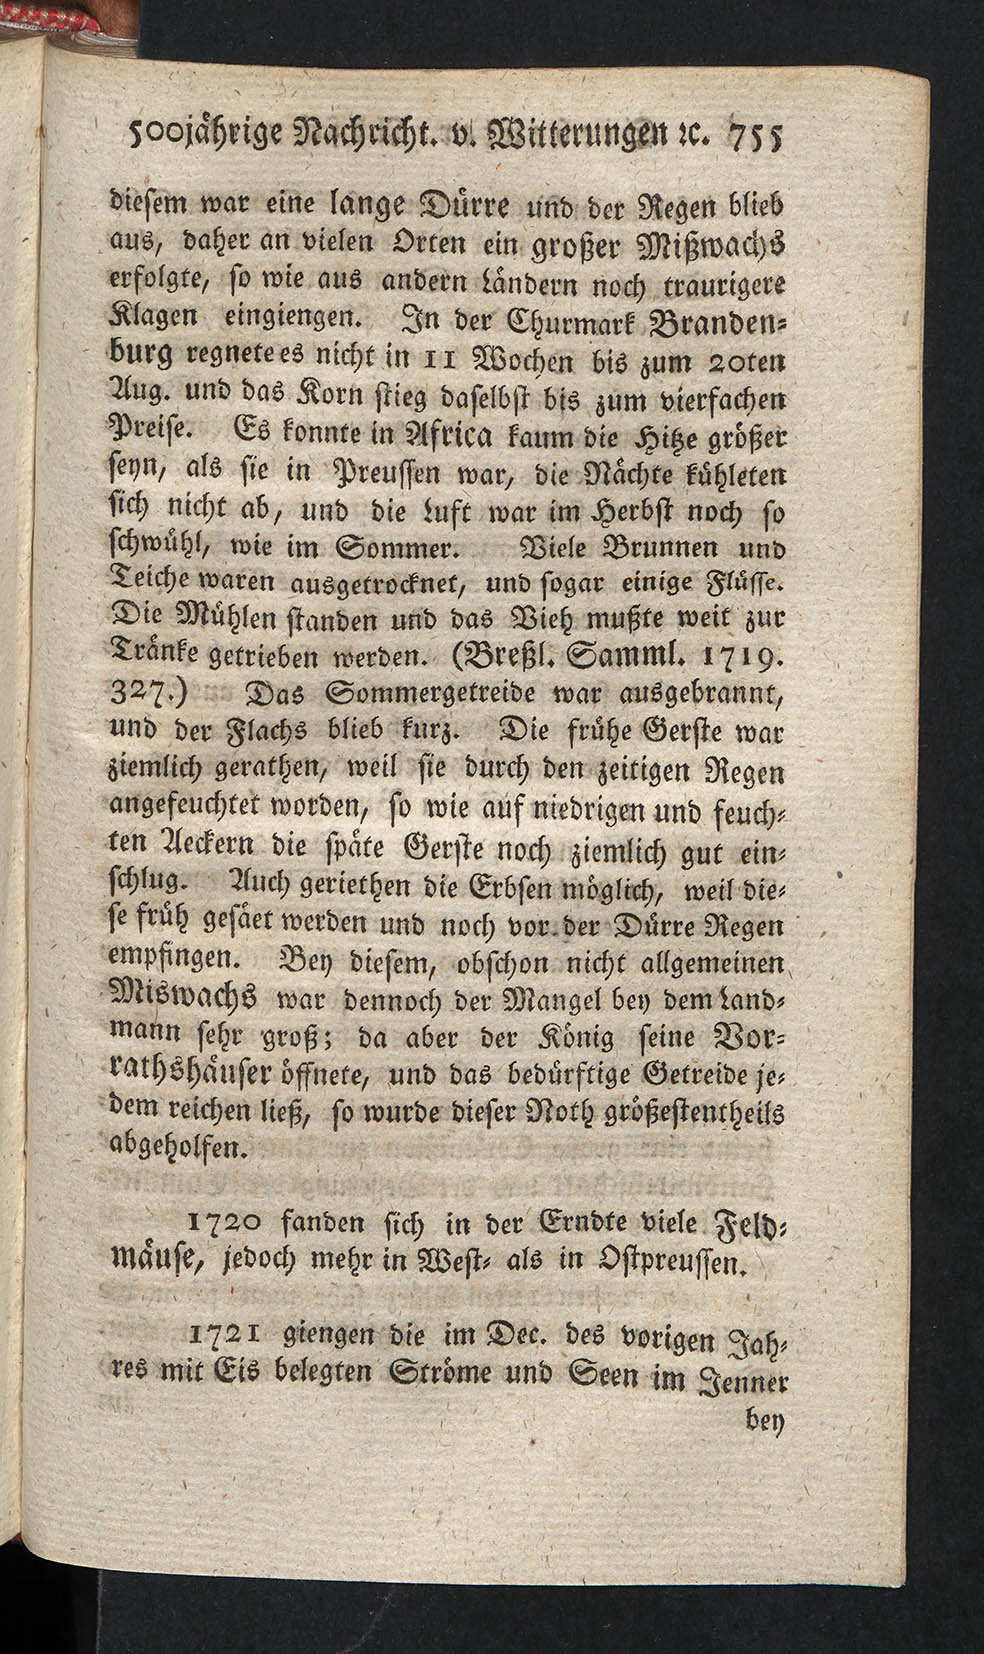 500jährige Nachricht. v. Witterungen ꝛc. 755
diesem war eine lange Dürre und der Regen blieb
aus, daher an vielen Orten ein großer Mißwachs
erfolgte, so wie aus andern Ländern noch traurigere
Klagen eingiengen. In der Churmark Branden-
burg regnete es nicht in 11 Wochen bis zum 20ten
Aug. und das Korn stieg daselbst bis zum vierfachen
Preise. Es konnte in Africa kaum die Hitze größer
seyn, als sie in Preussen war, die Nächte kühleten
sich nicht ab, und die Luft war im Herbst noch so
schwühl, wie im Sommer. Viele Brunnen und
Teiche waren ausgetrocknet, und sogar einige Flüsse.
Die Mühlen standen und das Vieh mußte weit zur
Tränke getrieben werden. (Breßl. Samml. 1719.
327.) Das Sommergetreide war ausgebrannt,
und der Flachs blieb kurz. Die frühe Gerste war
ziemlich gerathen, weil sie durch den zeitigen Regen
angefeuchtet worden, so wie auf niedrigen und feuch-
ten Aeckern die späte Gerste noch ziemlich gut ein-
schlug. Auch geriethen die Erbsen möglich, weil die-
se früh gesäet werden und noch vor der Dürre Regen
empfingen. Bey diesem, obschon nicht allgemeinen
Miswachs war dennoch der Mangel bey dem Land-
mann sehr groß; da aber der König seine Vor-
rathshäuser öffnete, und das bedürftige Getreide je-
dem reichen ließ, so wurde dieser Noth größestentheils
abgeholfen.
1720 fanden sich in der Erndte viele Feld-
mäuse, jedoch mehr in West- als in Ostpreussen.
1721 giengen die im Dec. des vorigen Jah-
res mit Eis belegten Ströme und Seen im Jenner
bey